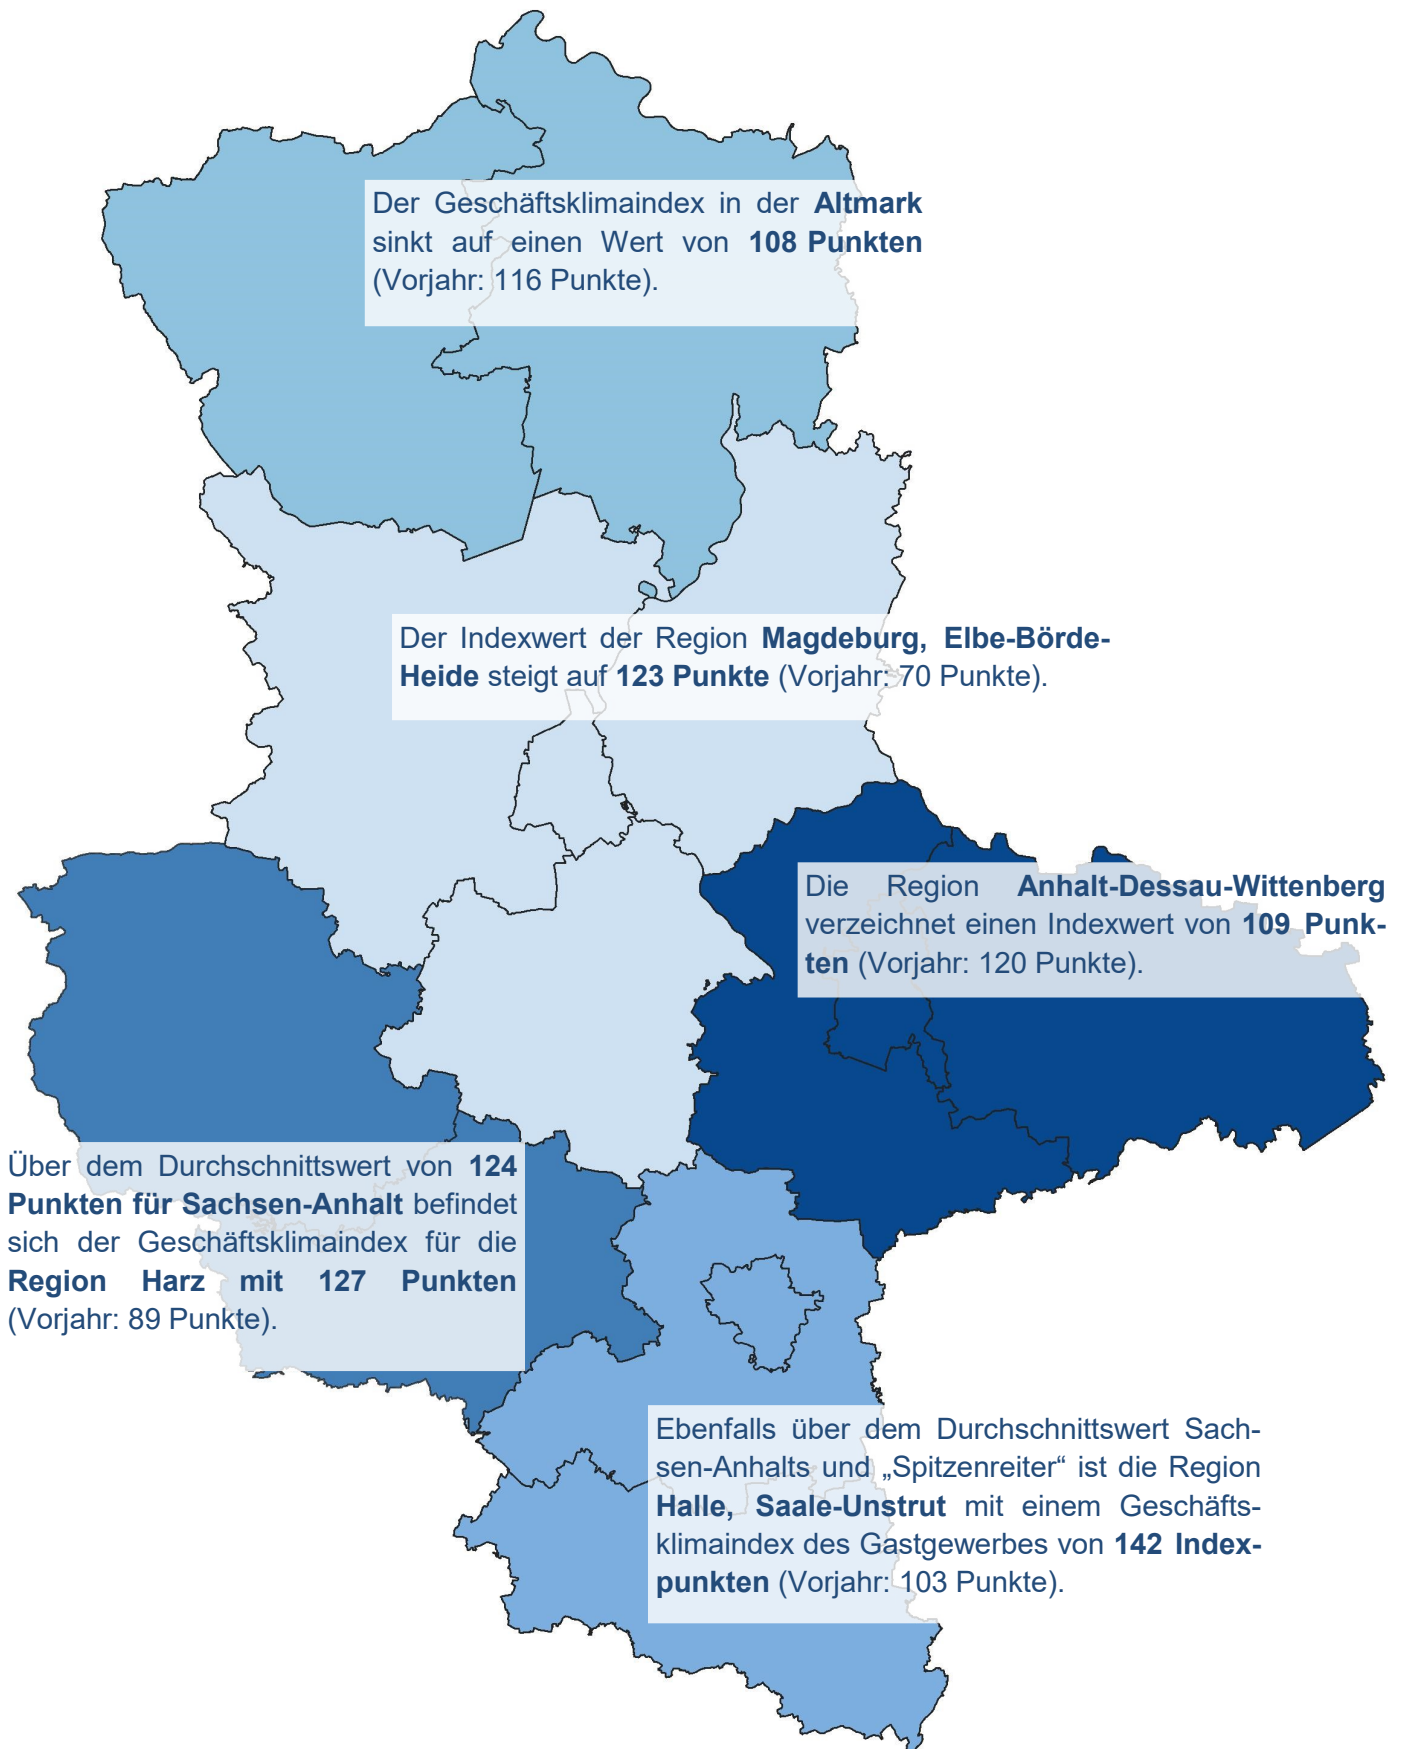 Der Geschäftsklimaindex in der Altmark
sinkt auf einen Wert von 108 Punkten
(Vorjahr: 116 Punkte).
Der Indexwert der Region Magdeburg, Elbe-Börde-
Heide steigt auf 123 Punkte (Vorjahr: 70 Punkte).
Die Region Anhalt-Dessau-Wittenberg
verzeichnet einen Indexwert von 109 Punk-
ten (Vorjahr: 120 Punkte).
Über dem Durchschnittswert von 124
Punkten für Sachsen-Anhalt befindet
sich der Geschäftsklimaindex für die
Region Harz mit 127 Punkten
(Vorjahr: 89 Punkte).
Ebenfalls über dem Durchschnittswert Sach-
sen-Anhalts und „Spitzenreiter“ ist die Region
Halle, Saale-Unstrut mit einem Geschäfts-
klimaindex des Gastgewerbes von 142 Index-
punkten (Vorjahr: 103 Punkte).